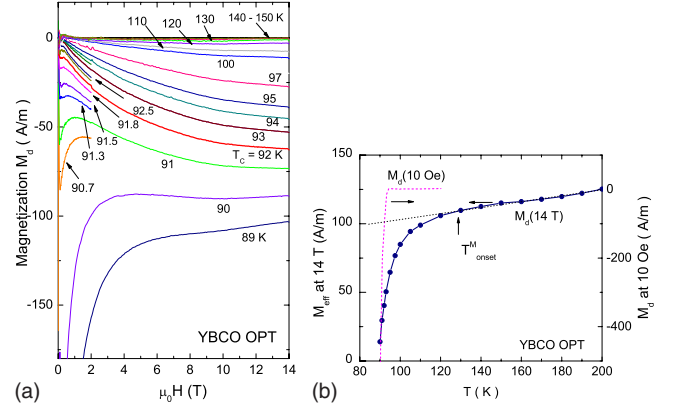 0
-50
-100
-150
0 2 4 6 8 10 12 14
Magnetization M_d ( A/m )
μ₀H (T)
110
120
130
140 - 150 K
100
97
95
94
93
T_C = 92 K
92.5
91.8
91.5
91.3
91
90.7
90
89 K
YBCO OPT
(a)
150
125
100
75
50
80 100 120 140 160 180 200
0
-200
-400
M_eff at 14 T (A/m)
M_d at 10 Oe ( A/m )
T ( K )
M_d(10 Oe)
M_d(14 T)
T^M_onset
YBCO OPT
(b)